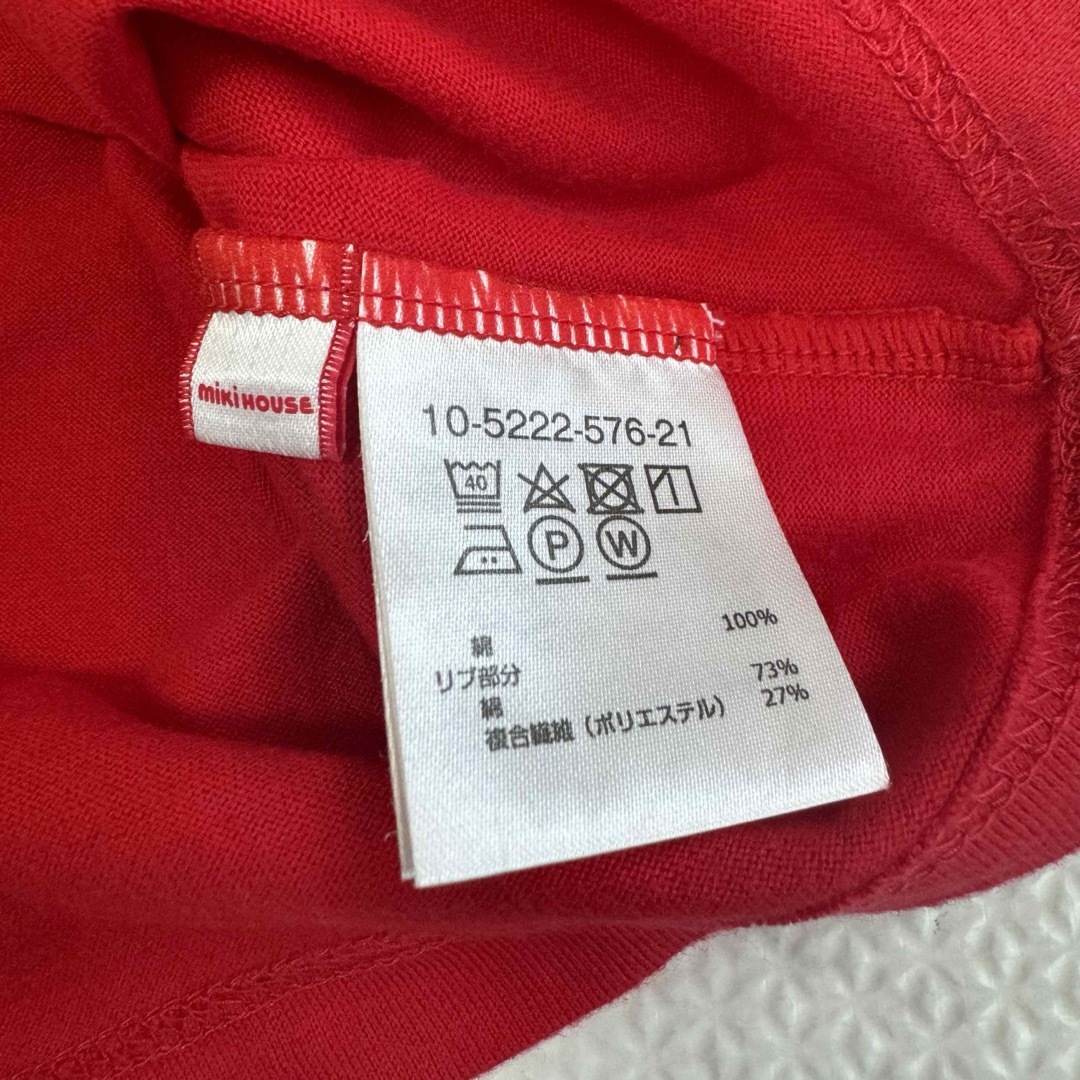 miKiHOUSE
10-5222-576-21
40
P W
綿 100%
リブ部分
綿 73%
複合繊維（ポリエステル） 27%